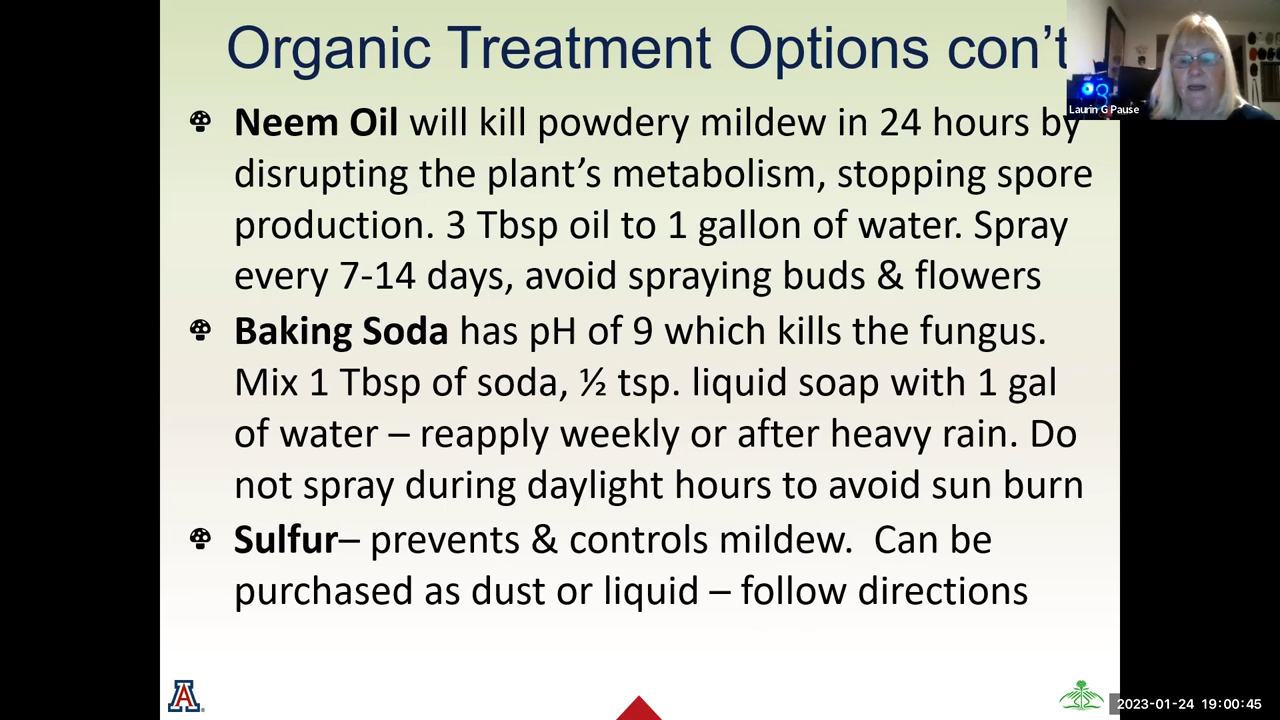 Organic Treatment Options con't
Laurin G Pause
Neem Oil will kill powdery mildew in 24 hours by
disrupting the plant’s metabolism, stopping spore
production. 3 Tbsp oil to 1 gallon of water. Spray
every 7-14 days, avoid spraying buds & flowers
Baking Soda has pH of 9 which kills the fungus.
Mix 1 Tbsp of soda, ½ tsp. liquid soap with 1 gal
of water – reapply weekly or after heavy rain. Do
not spray during daylight hours to avoid sun burn
Sulfur– prevents & controls mildew.  Can be
purchased as dust or liquid – follow directions
A
2023-01-24 19:00:45